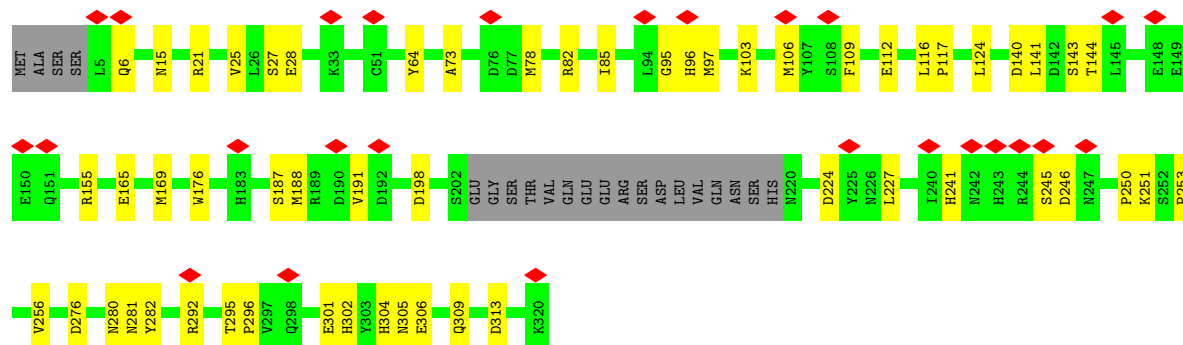 MET ALA SER SER L5 Q6 N15 R21 V25 L26 S27 E28 K33 C51 Y64 A73 D76 D77 M78 R82 I85 L94 G95 H96 M97 K103 M106 Y107 S108 F109 E112 L116 P117 L124 D140 L141 D142 S143 T144 L145 E148 E149
E150 Q151 R155 E165 M169 W176 H183 S187 M188 R189 D190 V191 D192 D198 S202 GLU GLY SER THR VAL GLN GLU GLU ARG SER ASP LEU VAL GLN ASN SER HIS N220 D224 Y225 N226 L227 I240 H241 N242 H243 R244 S245 D246 N247 P250 K251 S252 P253
V256 D276 N280 N281 Y282 R292 T295 P296 V297 Q298 E301 H302 Y303 H304 N305 E306 Q309 D313 K320